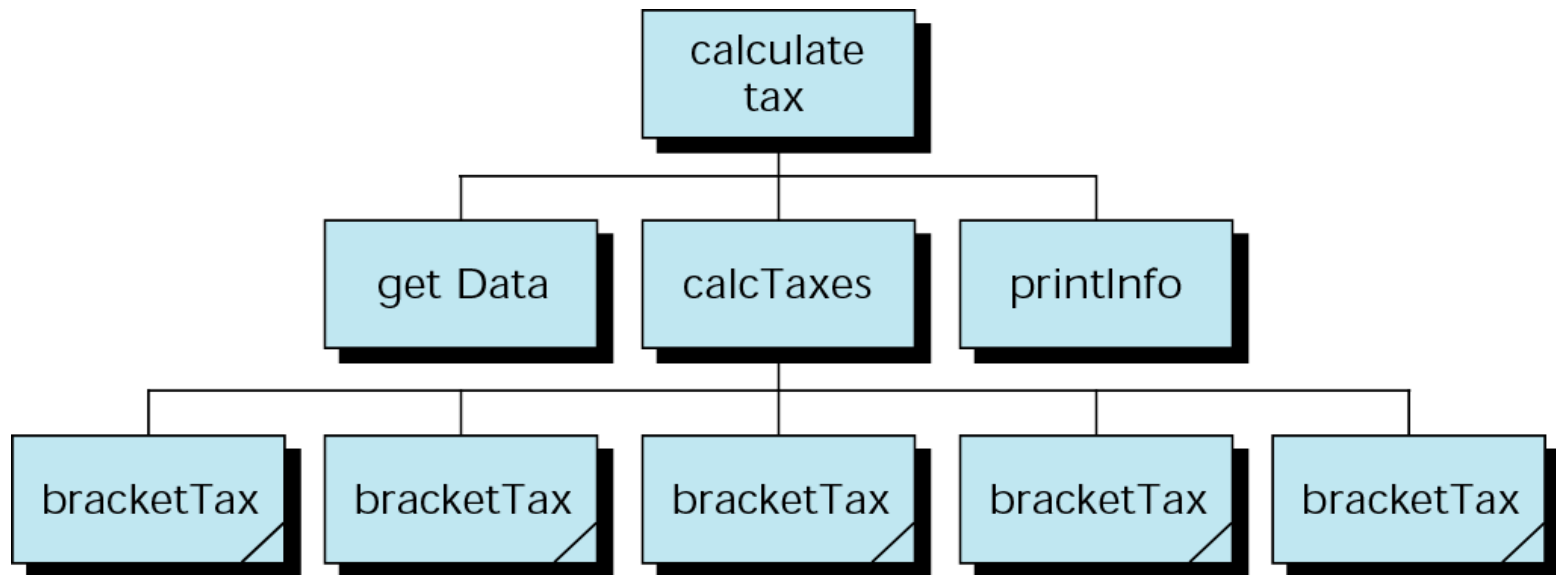 calculate
tax
get Data
calcTaxes
printInfo
bracketTax
bracketTax
bracketTax
bracketTax
bracketTax